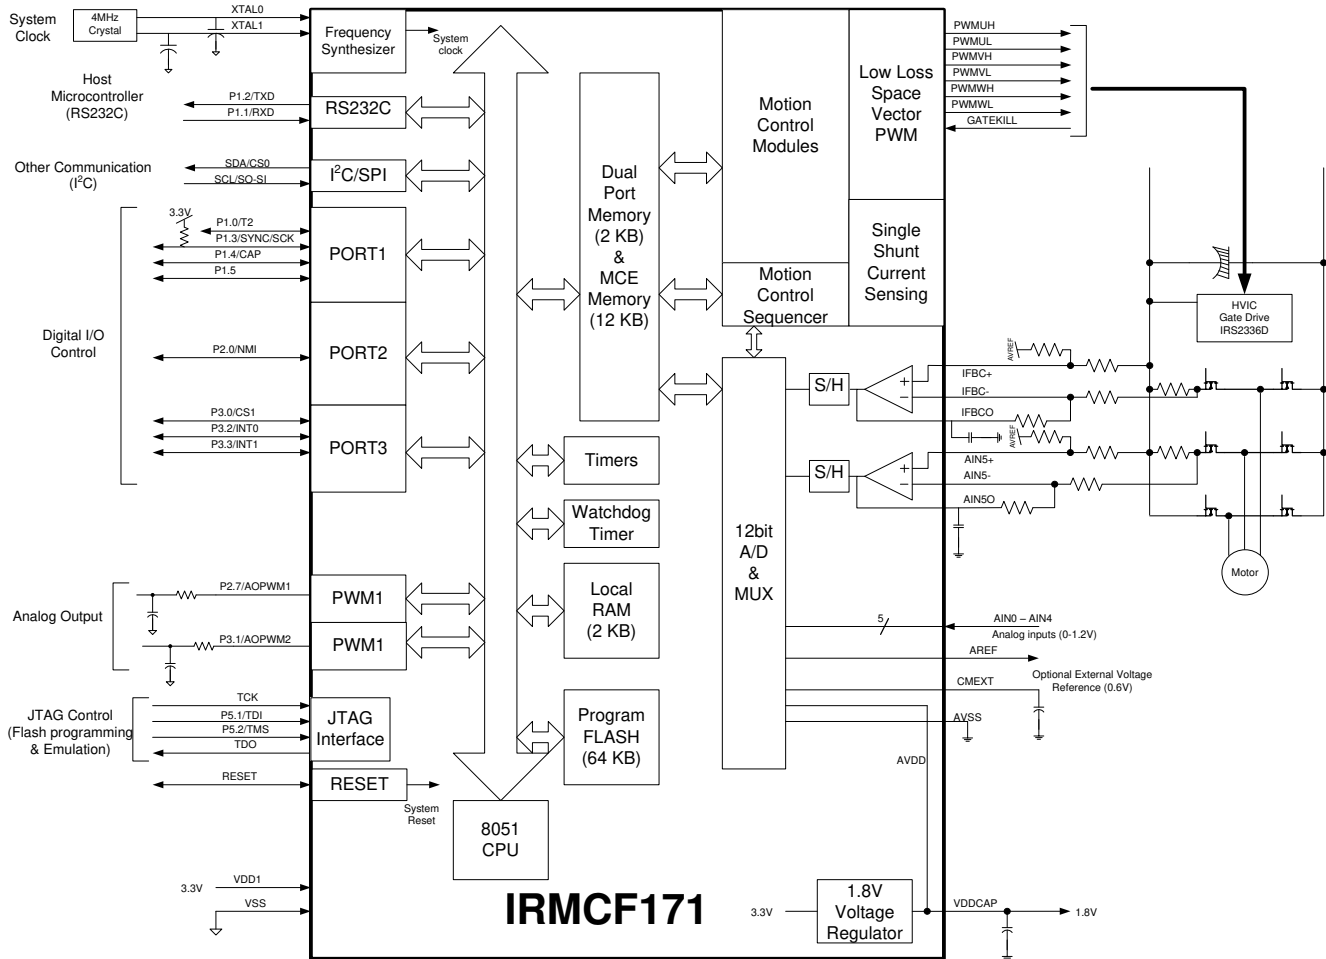 System
Clock
4MHz
Crystal
XTAL0
XTAL1
Frequency
Synthesizer
System
clock
Host
Microcontroller
(RS232C)
P1.2/TXD
P1.1/RXD
RS232C
Other Communication
(I²C)
SDA/CS0
SCL/SO-SI
I²C/SPI
3.3V
P1.0/T2
P1.3/SYNC/SCK
P1.4/CAP
P1.5
PORT1
Digital I/O
Control
P2.0/NMI
PORT2
P3.0/CS1
P3.2/INT0
P3.3/INT1
PORT3
Analog Output
P2.7/AOPWM1
PWM1
P3.1/AOPWM2
PWM1
JTAG Control
(Flash programming
& Emulation)
TCK
P5.1/TDI
P5.2/TMS
TDO
JTAG
Interface
RESET
RESET
System
Reset
3.3V
VDD1
VSS
8051
CPU
Dual
Port
Memory
(2 KB)
&
MCE
Memory
(12 KB)
Timers
Watchdog
Timer
Local
RAM
(2 KB)
Program
FLASH
(64 KB)
Motion
Control
Modules
Motion
Control
Sequencer
Low Loss
Space
Vector
PWM
Single
Shunt
Current
Sensing
12bit
A/D
&
MUX
S/H
+
−
S/H
+
−
PWMUH
PWMUL
PWMVH
PWMVL
PWMWH
PWMWL
GATEKILL
HVIC
Gate Drive
IRS2336D
AVREF
IFBC+
IFBC-
IFBCO
AVREF
AIN5+
AIN5-
AIN5O
Motor
5
AIN0 – AIN4
Analog inputs (0-1.2V)
AREF
Optional External Voltage
Reference (0.6V)
CMEXT
AVSS
AVDD
IRMCF171
3.3V
1.8V
Voltage
Regulator
VDDCAP
1.8V